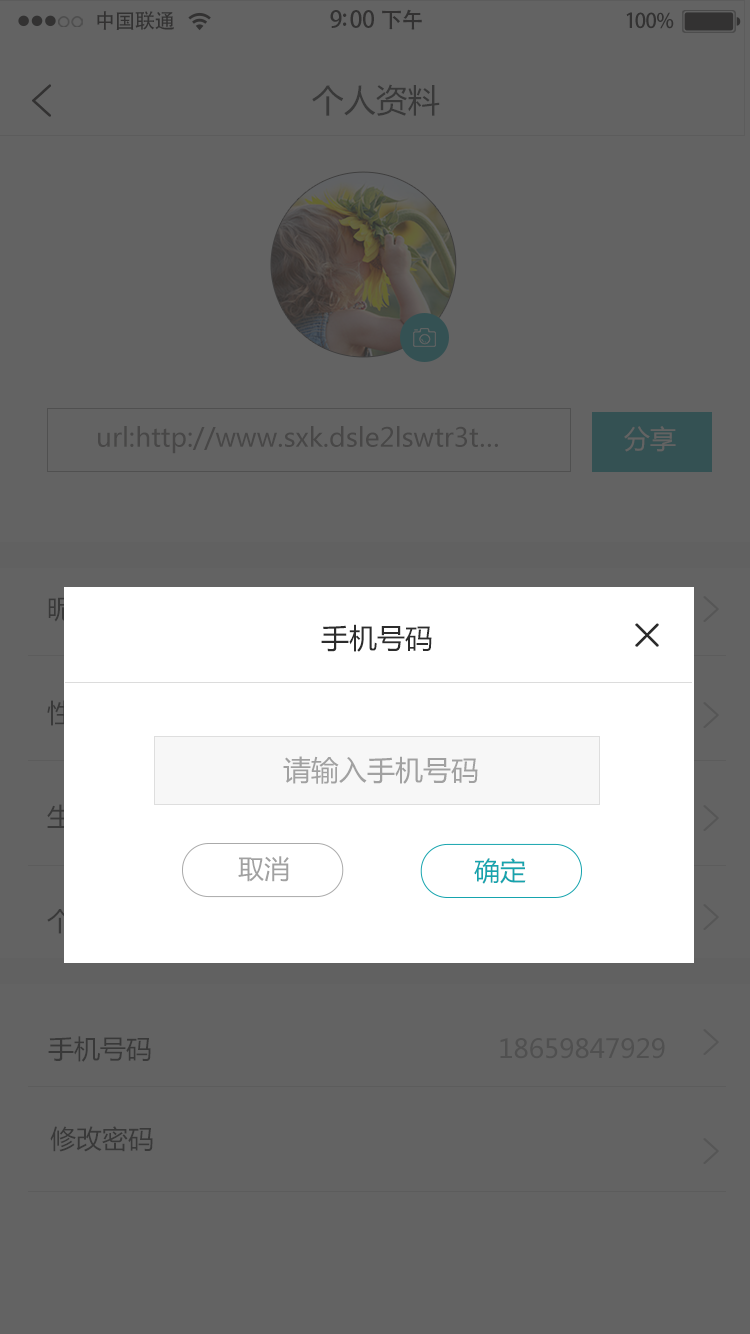 中国联通
9:00 下午
100%
个人资料
url:http://www.sxk.dsle2lswtr3t...
分享
昵
手机号码
性
请输入手机号码
生
取消
确定
个
手机号码
18659847929
修改密码